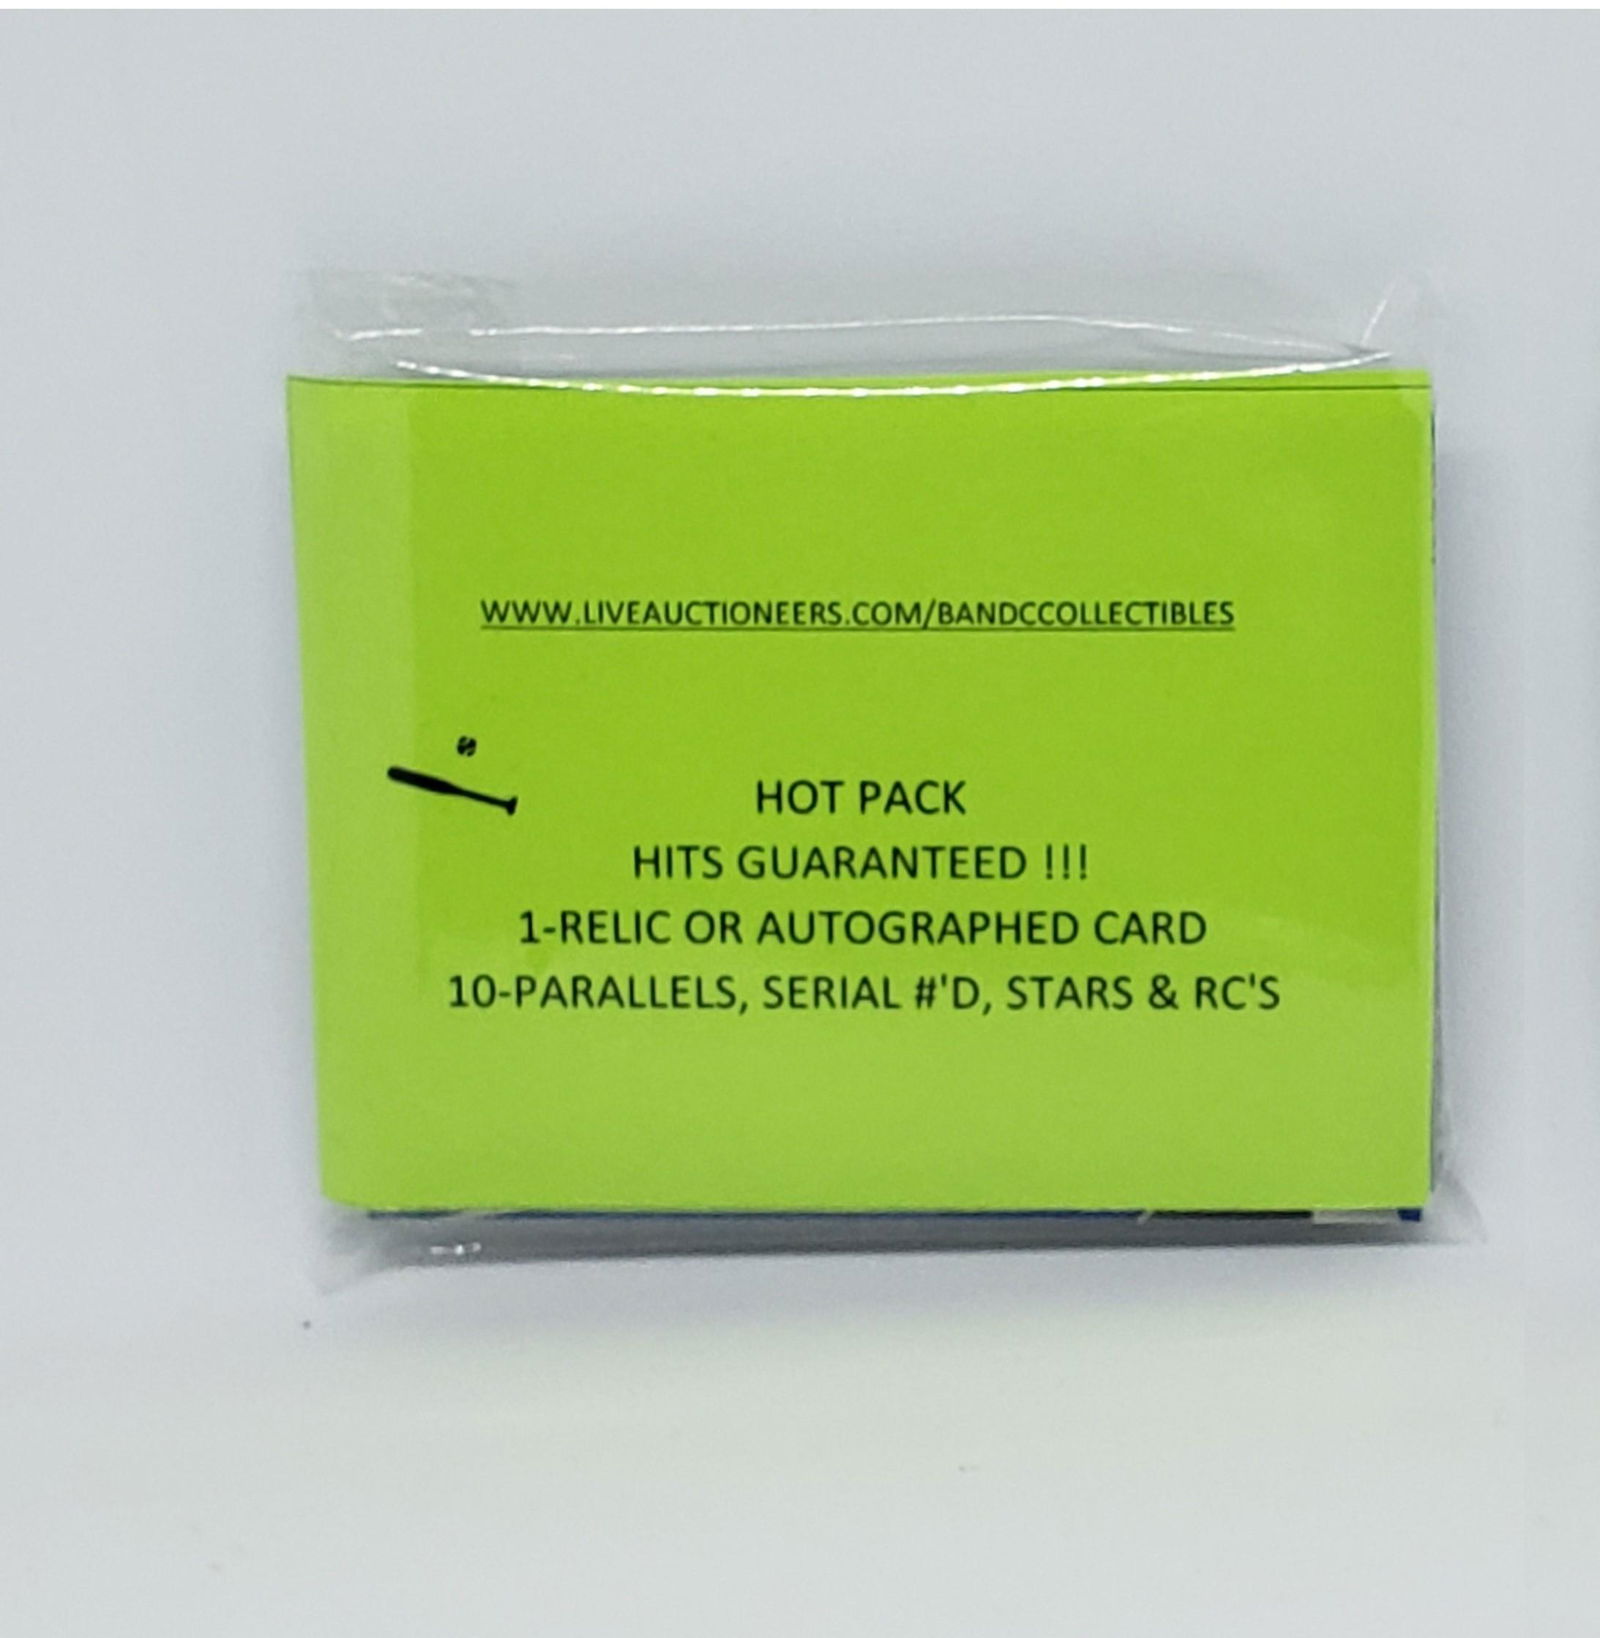 WWW.LIVEAUCTIONEERS.COM/BANDCCOLLECTIBLES
HOT PACK
HITS GUARANTEED !!!
1-RELIC OR AUTOGRAPHED CARD
10-PARALLELS, SERIAL #'D, STARS & RC'S